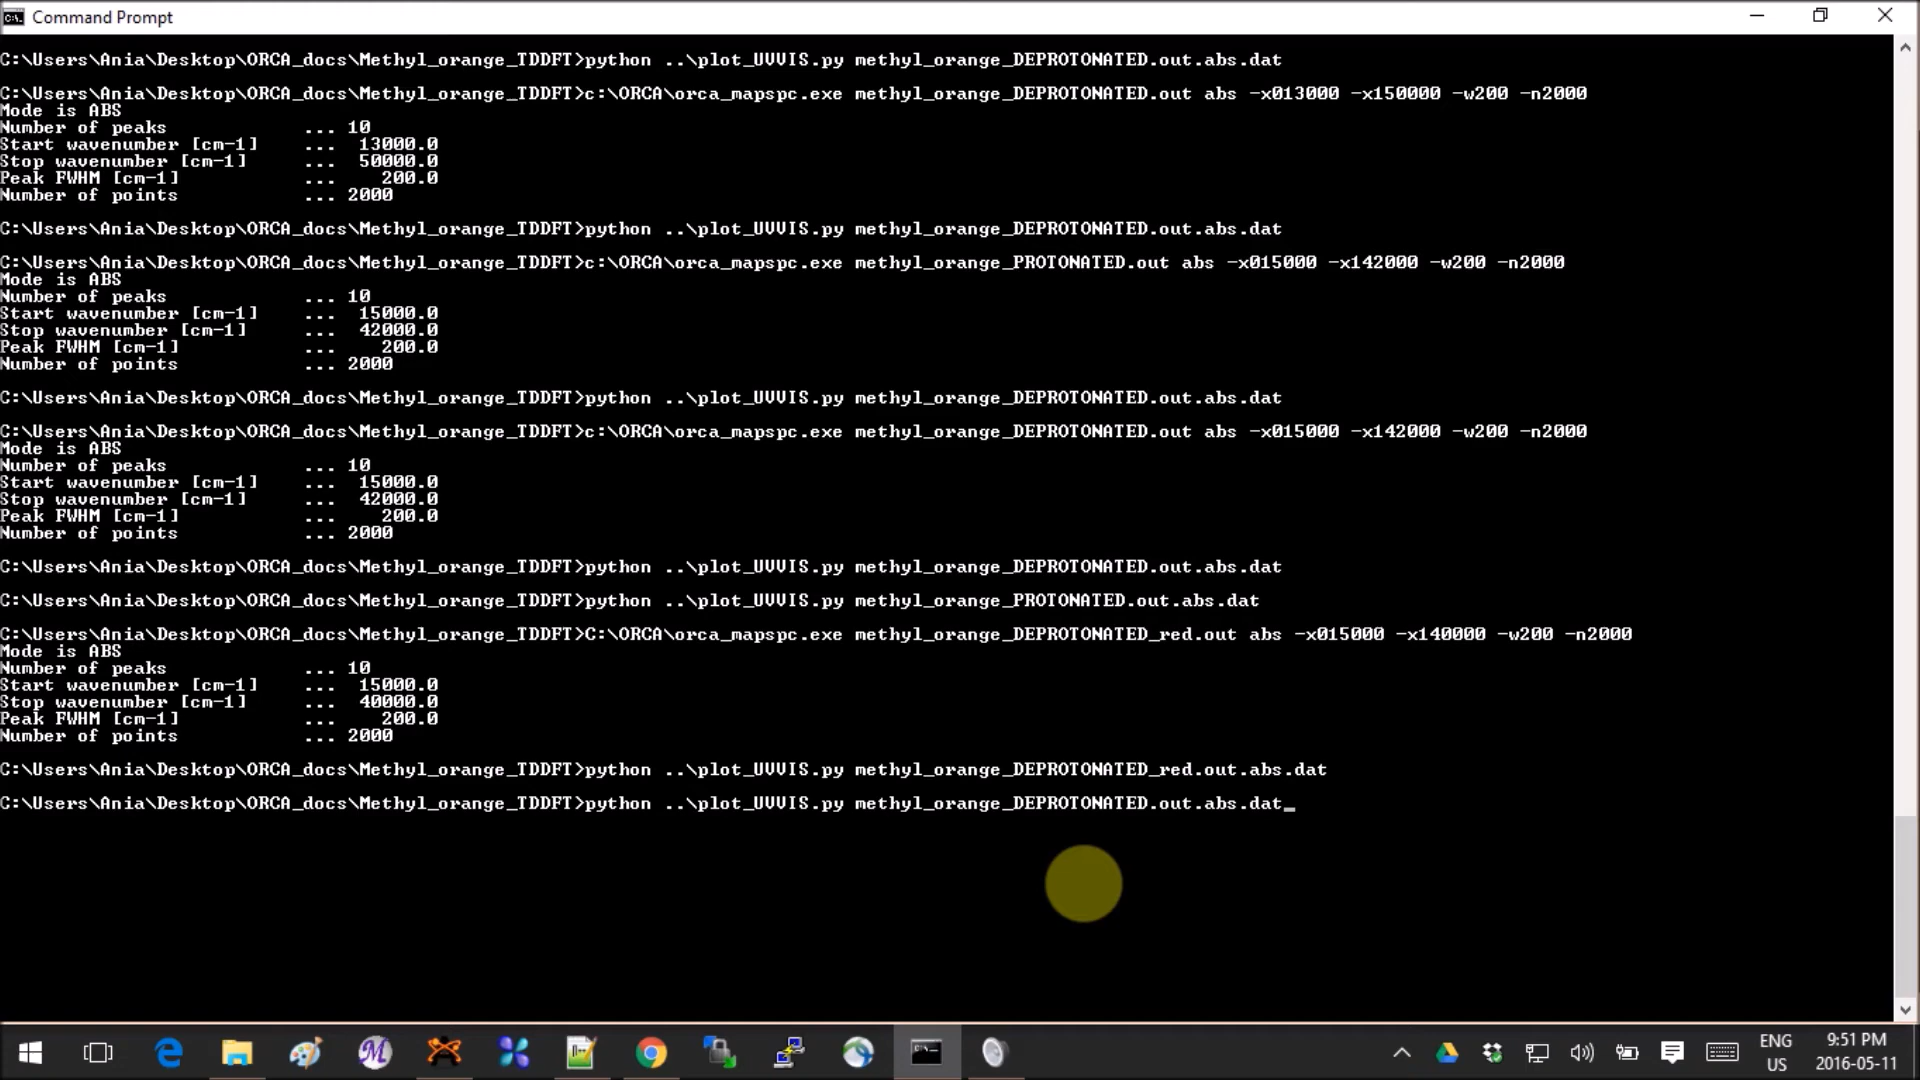 Command Prompt
C:\Users\Ania\Desktop\ORCA_docs\Methyl_orange_TDDFT>python ..\plot_UVVIS.py methyl_orange_DEPROTONATED.out.abs.dat
C:\Users\Ania\Desktop\ORCA_docs\Methyl_orange_TDDFT>c:\ORCA\orca_mapspc.exe methyl_orange_DEPROTONATED.out abs -x013000 -x150000 -w200 -n2000
Mode is ABS
Number of peaks ... 10
Start wavenumber [cm-1] ... 13000.0
Stop wavenumber [cm-1] ... 50000.0
Peak FWHM [cm-1] ... 200.0
Number of points ... 2000
C:\Users\Ania\Desktop\ORCA_docs\Methyl_orange_TDDFT>python ..\plot_UVVIS.py methyl_orange_DEPROTONATED.out.abs.dat
C:\Users\Ania\Desktop\ORCA_docs\Methyl_orange_TDDFT>c:\ORCA\orca_mapspc.exe methyl_orange_PROTONATED.out abs -x015000 -x142000 -w200 -n2000
Mode is ABS
Number of peaks ... 10
Start wavenumber [cm-1] ... 15000.0
Stop wavenumber [cm-1] ... 42000.0
Peak FWHM [cm-1] ... 200.0
Number of points ... 2000
C:\Users\Ania\Desktop\ORCA_docs\Methyl_orange_TDDFT>python ..\plot_UVVIS.py methyl_orange_DEPROTONATED.out.abs.dat
C:\Users\Ania\Desktop\ORCA_docs\Methyl_orange_TDDFT>c:\ORCA\orca_mapspc.exe methyl_orange_DEPROTONATED.out abs -x015000 -x142000 -w200 -n2000
Mode is ABS
Number of peaks ... 10
Start wavenumber [cm-1] ... 15000.0
Stop wavenumber [cm-1] ... 42000.0
Peak FWHM [cm-1] ... 200.0
Number of points ... 2000
C:\Users\Ania\Desktop\ORCA_docs\Methyl_orange_TDDFT>python ..\plot_UVVIS.py methyl_orange_DEPROTONATED.out.abs.dat
C:\Users\Ania\Desktop\ORCA_docs\Methyl_orange_TDDFT>python ..\plot_UVVIS.py methyl_orange_PROTONATED.out.abs.dat
C:\Users\Ania\Desktop\ORCA_docs\Methyl_orange_TDDFT>C:\ORCA\orca_mapspc.exe methyl_orange_DEPROTONATED_red.out abs -x015000 -x140000 -w200 -n2000
Mode is ABS
Number of peaks ... 10
Start wavenumber [cm-1] ... 15000.0
Stop wavenumber [cm-1] ... 40000.0
Peak FWHM [cm-1] ... 200.0
Number of points ... 2000
C:\Users\Ania\Desktop\ORCA_docs\Methyl_orange_TDDFT>python ..\plot_UVVIS.py methyl_orange_DEPROTONATED_red.out.abs.dat
C:\Users\Ania\Desktop\ORCA_docs\Methyl_orange_TDDFT>python ..\plot_UVVIS.py methyl_orange_DEPROTONATED.out.abs.dat_
ENG
US
9:51 PM
2016-05-11